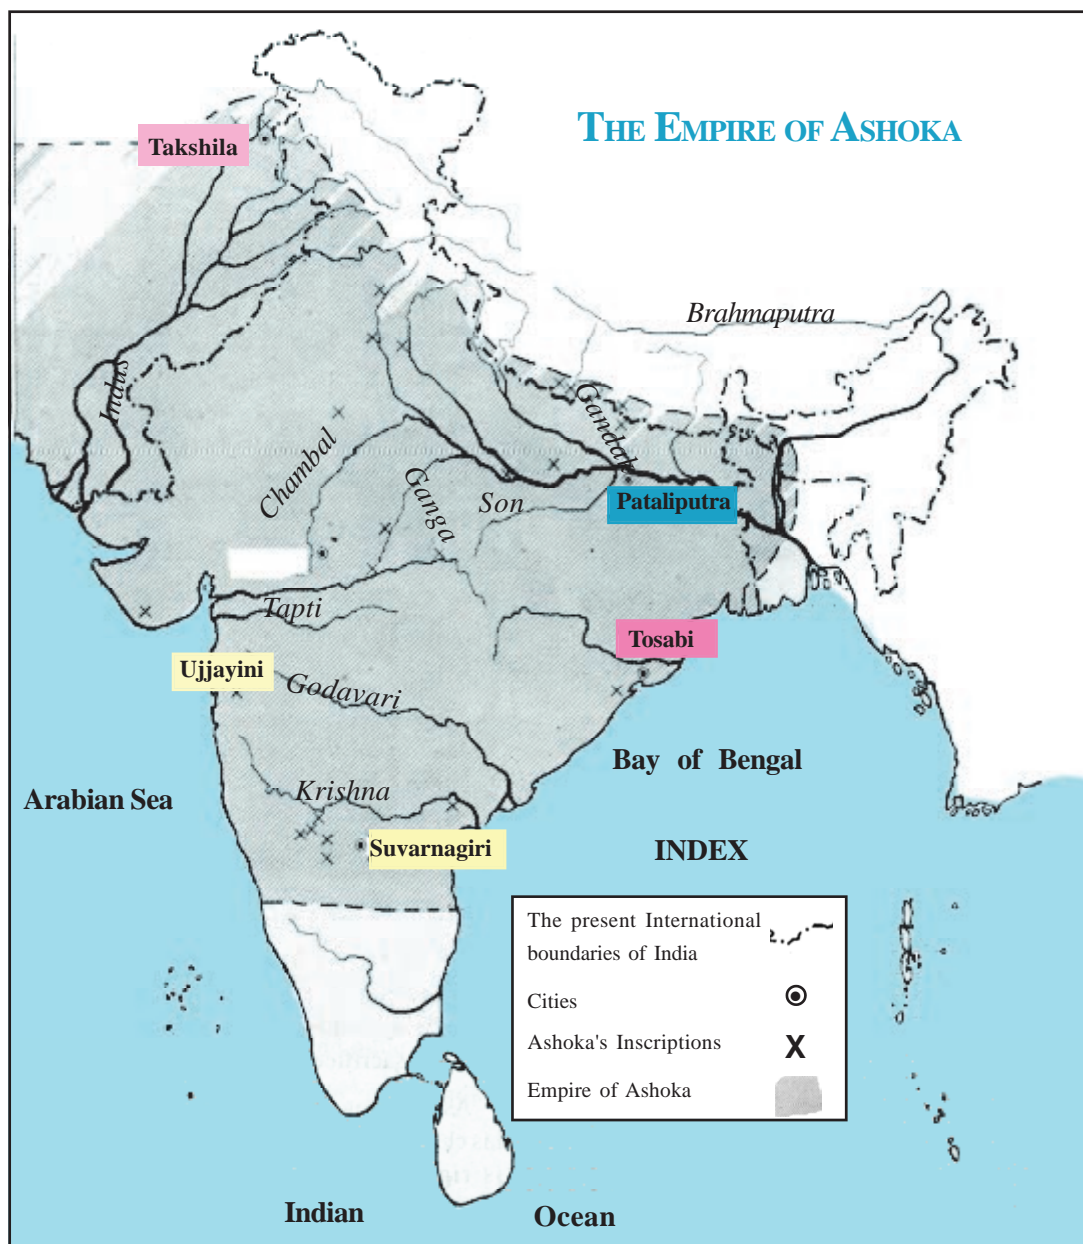 THE EMPIRE OF ASHOKA
Takshila
Brahmaputra
Indus
Gandak
Chambal
Ganga
Son
Pataliputra
Tapti
Tosabi
Ujjayini
Godavari
Bay of Bengal
Krishna
Arabian Sea
Suvarnagiri
INDEX
The present International
boundaries of India
Cities
Ashoka's Inscriptions X
Empire of Ashoka
Indian Ocean